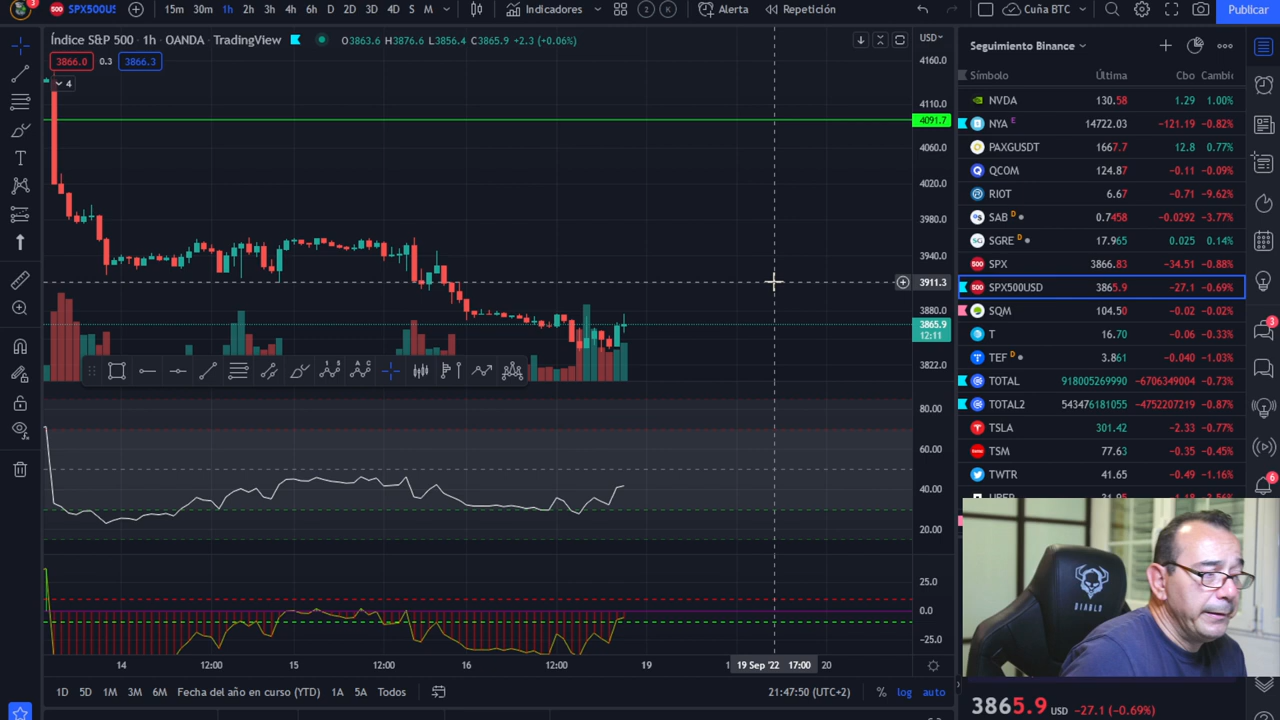 3
SPX500US
15m 30m 1h 2h 3h 4h 6h D 2D 3D 4D S M
Indicadores
2 K
Alerta
Repetición
Cuña BTC
Publicar
Índice S&P 500 · 1h · OANDA · TradingView
O3863.6 H3876.6 L3856.4 C3865.9 +2.3 (+0.06%)
USD
3866.0 0.3 3866.3
4
4160.0
4110.0
4091.7
4060.0
4020.0
3980.0
3940.0
3911.3
3880.0
3865.9
12:11
3822.0
80.00
60.00
40.00
20.00
25.0
0.0
−25.0
14 12:00 15 12:00 16 12:00 19 19 Sep '22 17:00 20
1D 5D 1M 3M 6M Fecha del año en curso (YTD) 1A 5A Todos
21:47:50 (UTC+2)
% log auto
Seguimiento Binance
Símbolo Última Cbo Cambic
NVDA 130.58 1.29 1.00%
NYA E 14722.03 −121.19 −0.82%
PAXGUSDT 1667.7 12.8 0.77%
QCOM 124.87 −0.11 −0.09%
RIOT 6.67 −0.71 −9.62%
SAB D 0.7458 −0.0292 −3.77%
SGRE D 17.965 0.025 0.14%
SPX 3866.83 −34.51 −0.88%
SPX500USD 3865.9 −27.1 −0.69%
SQM 104.50 −0.02 −0.02%
T 16.70 −0.06 −0.33%
TEF D 3.861 −0.040 −1.03%
TOTAL 918005269990 −6706349004 −0.73%
TOTAL2 543476181055 −4752207219 −0.87%
TSLA 301.42 −2.33 −0.77%
TSM 77.63 −0.35 −0.45%
TWTR 41.65 −0.49 −1.16%
3
6
DIABLO
3865.9 USD −27.1 (−0.69%)